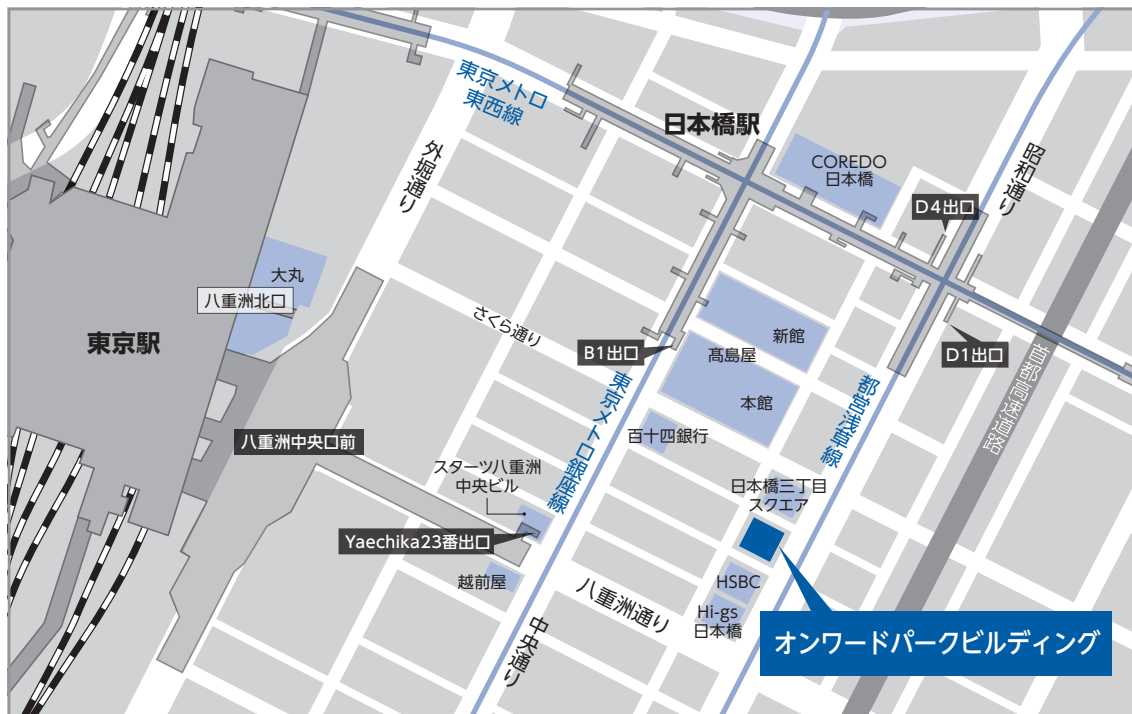 東京メトロ
東西線
日本橋駅
外堀通り
COREDO
日本橋
昭和通り
D4出口
大丸
八重洲北口
東京駅
さくら通り
新館
髙島屋
本館
B1出口
D1出口
首都高速道路
東京メトロ銀座線
都営浅草線
百十四銀行
八重洲中央口前
スターツ八重洲
中央ビル
日本橋三丁目
スクエア
Yaechika23番出口
越前屋
HSBC
八重洲通り
Hi-gs
日本橋
中央通り
オンワードパークビルディング